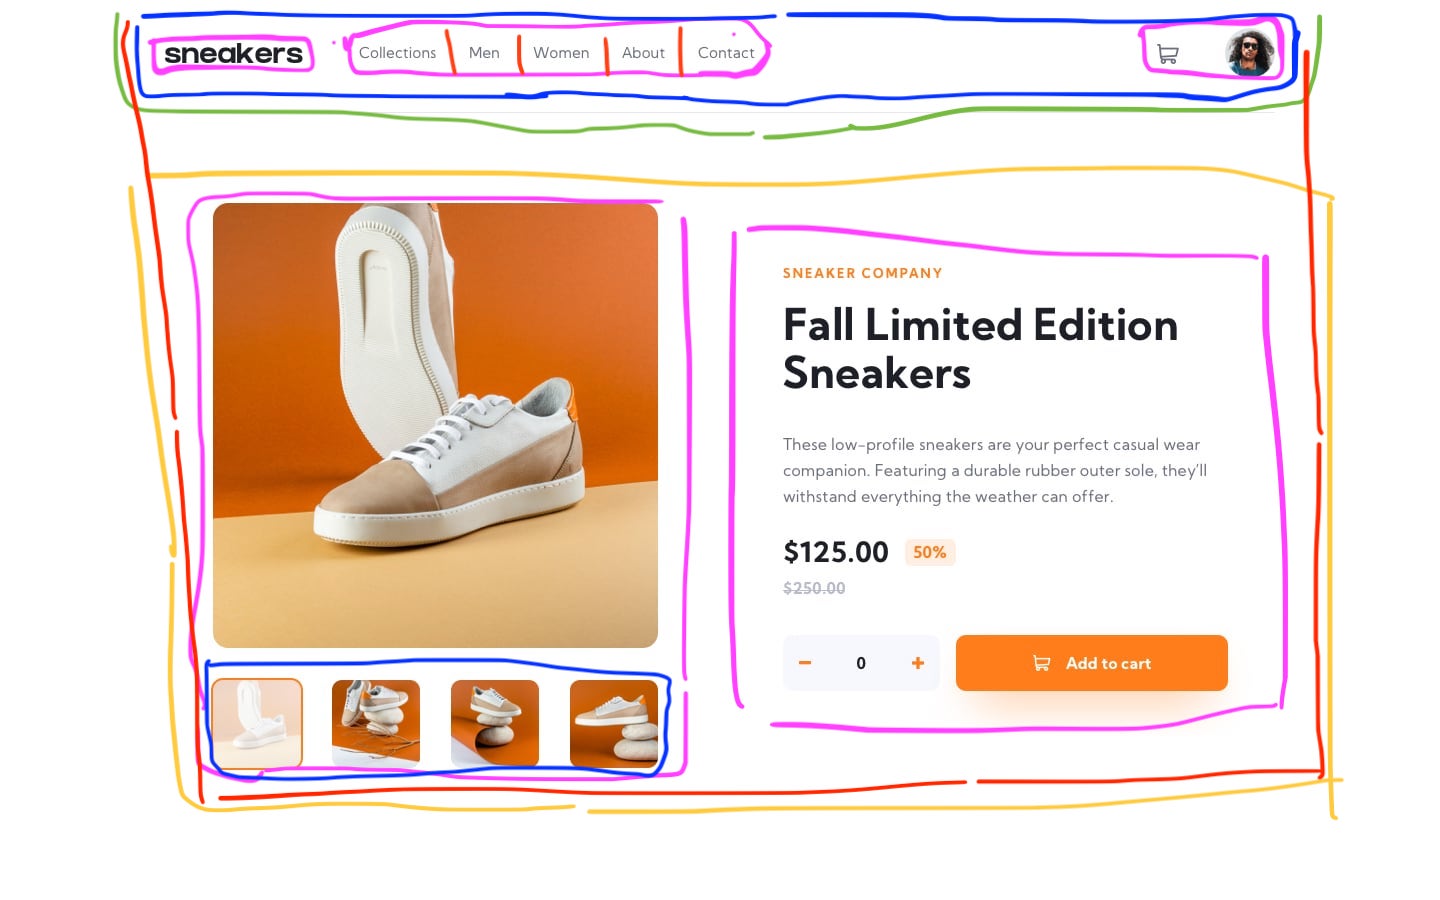 sneakers
Collections Men Women About Contact
SNEAKER COMPANY
Fall Limited Edition
Sneakers
These low-profile sneakers are your perfect casual wear
companion. Featuring a durable rubber outer sole, they’ll
withstand everything the weather can offer.
$125.00 50%
$250.00
0 Add to cart